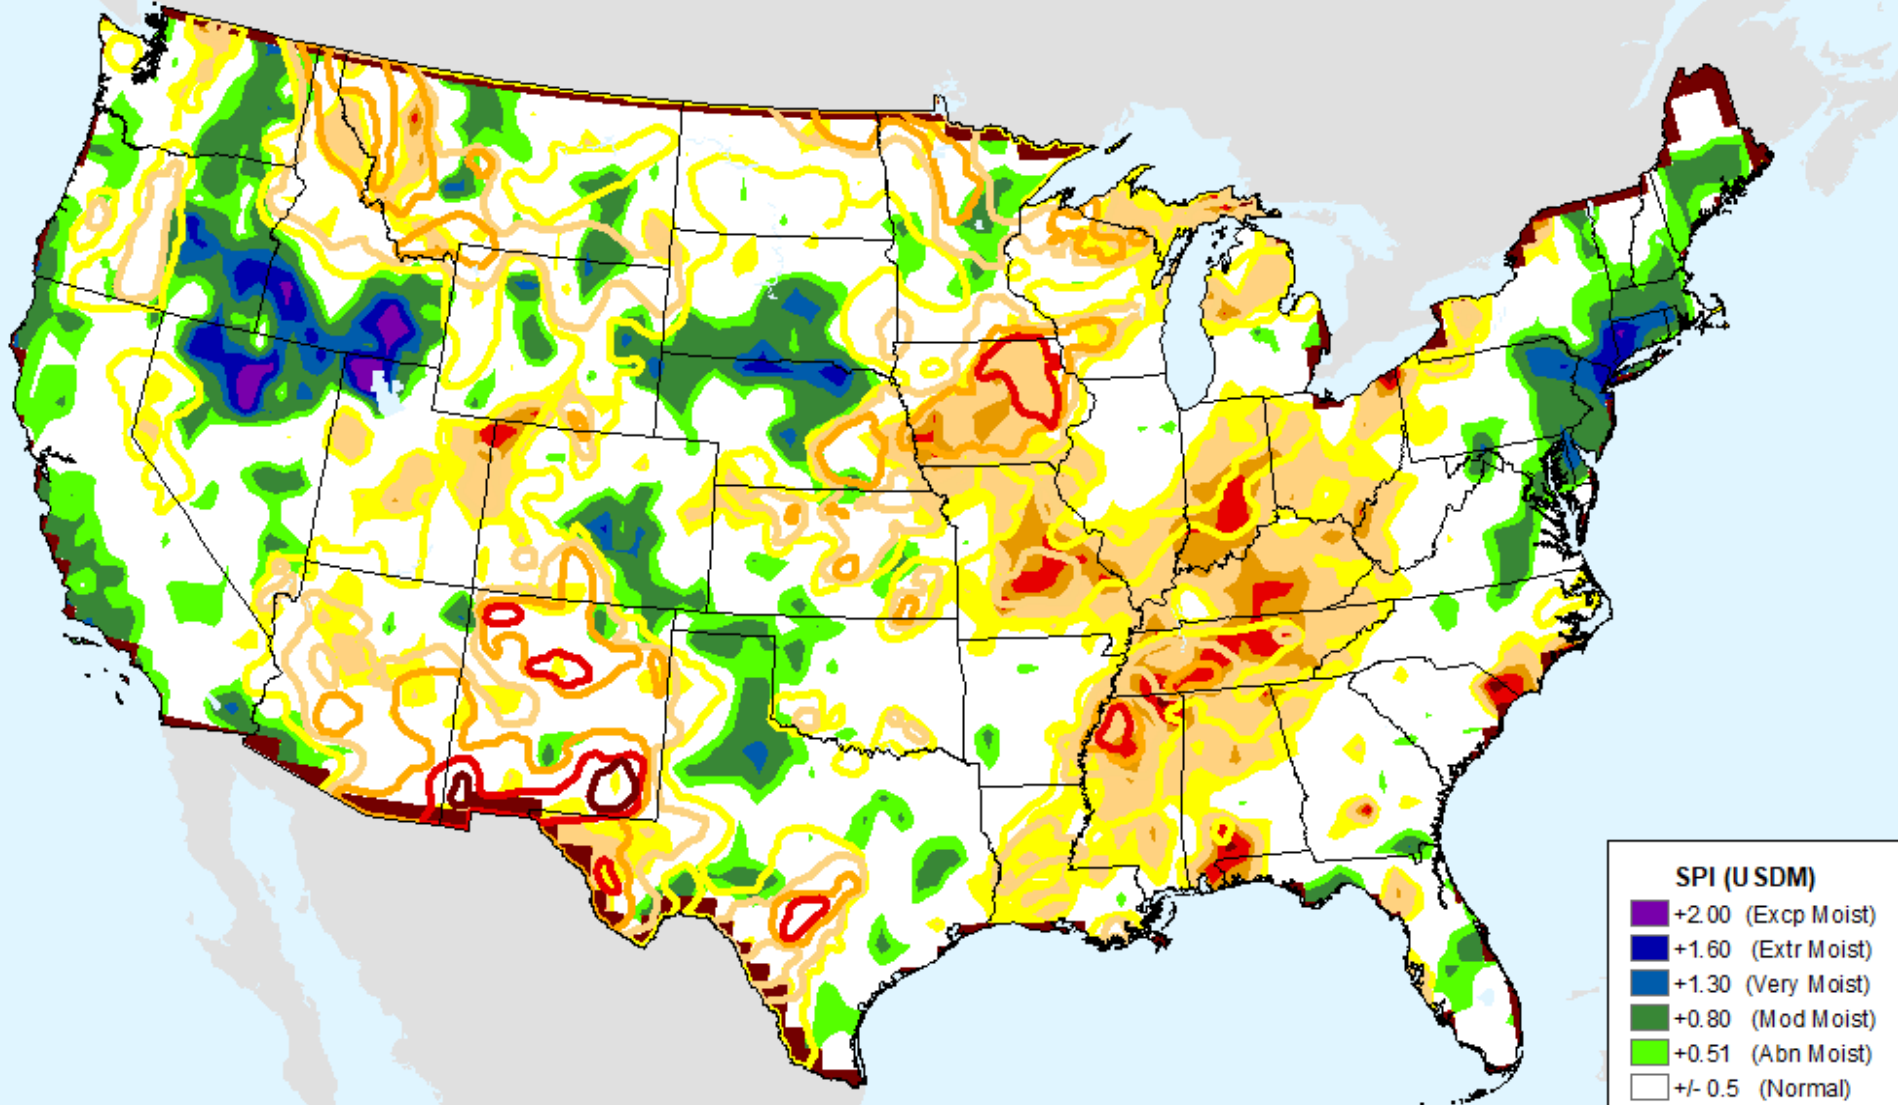 SPI (USDM)
+2.00 (Excp Moist)
+1.60 (Extr Moist)
+1.30 (Very Moist)
+0.80 (Mod Moist)
+0.51 (Abn Moist)
+/- 0.5 (Normal)